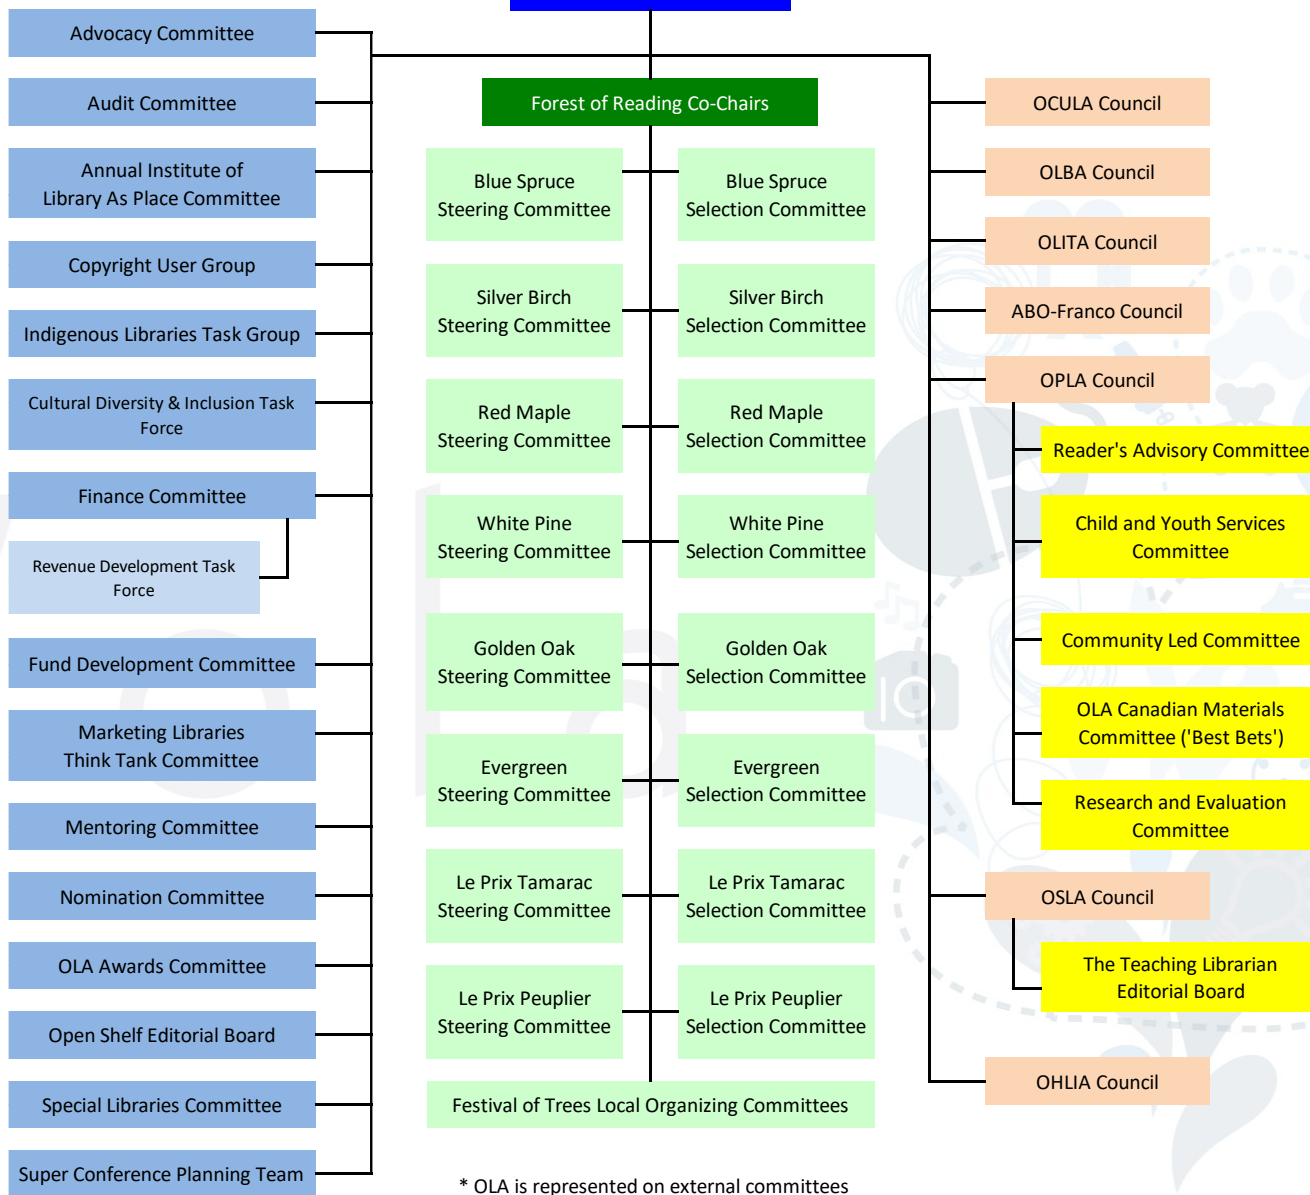 Advocacy Committee
Audit Committee
Annual Institute of
Library As Place Committee
Copyright User Group
Indigenous Libraries Task Group
Cultural Diversity & Inclusion Task
Force
Finance Committee
Revenue Development Task
Force
Fund Development Committee
Marketing Libraries
Think Tank Committee
Mentoring Committee
Nomination Committee
OLA Awards Committee
Open Shelf Editorial Board
Special Libraries Committee
Super Conference Planning Team
Forest of Reading Co-Chairs
Blue Spruce
Steering Committee
Blue Spruce
Selection Committee
Silver Birch
Steering Committee
Silver Birch
Selection Committee
Red Maple
Steering Committee
Red Maple
Selection Committee
White Pine
Steering Committee
White Pine
Selection Committee
Golden Oak
Steering Committee
Golden Oak
Selection Committee
Evergreen
Steering Committee
Evergreen
Selection Committee
Le Prix Tamarac
Steering Committee
Le Prix Tamarac
Selection Committee
Le Prix Peuplier
Steering Committee
Le Prix Peuplier
Selection Committee
Festival of Trees Local Organizing Committees
* OLA is represented on external committees
OCULA Council
OLBA Council
OLITA Council
ABO-Franco Council
OPLA Council
Reader's Advisory Committee
Child and Youth Services
Committee
Community Led Committee
OLA Canadian Materials
Committee ('Best Bets')
Research and Evaluation
Committee
OSLA Council
The Teaching Librarian
Editorial Board
OHLIA Council